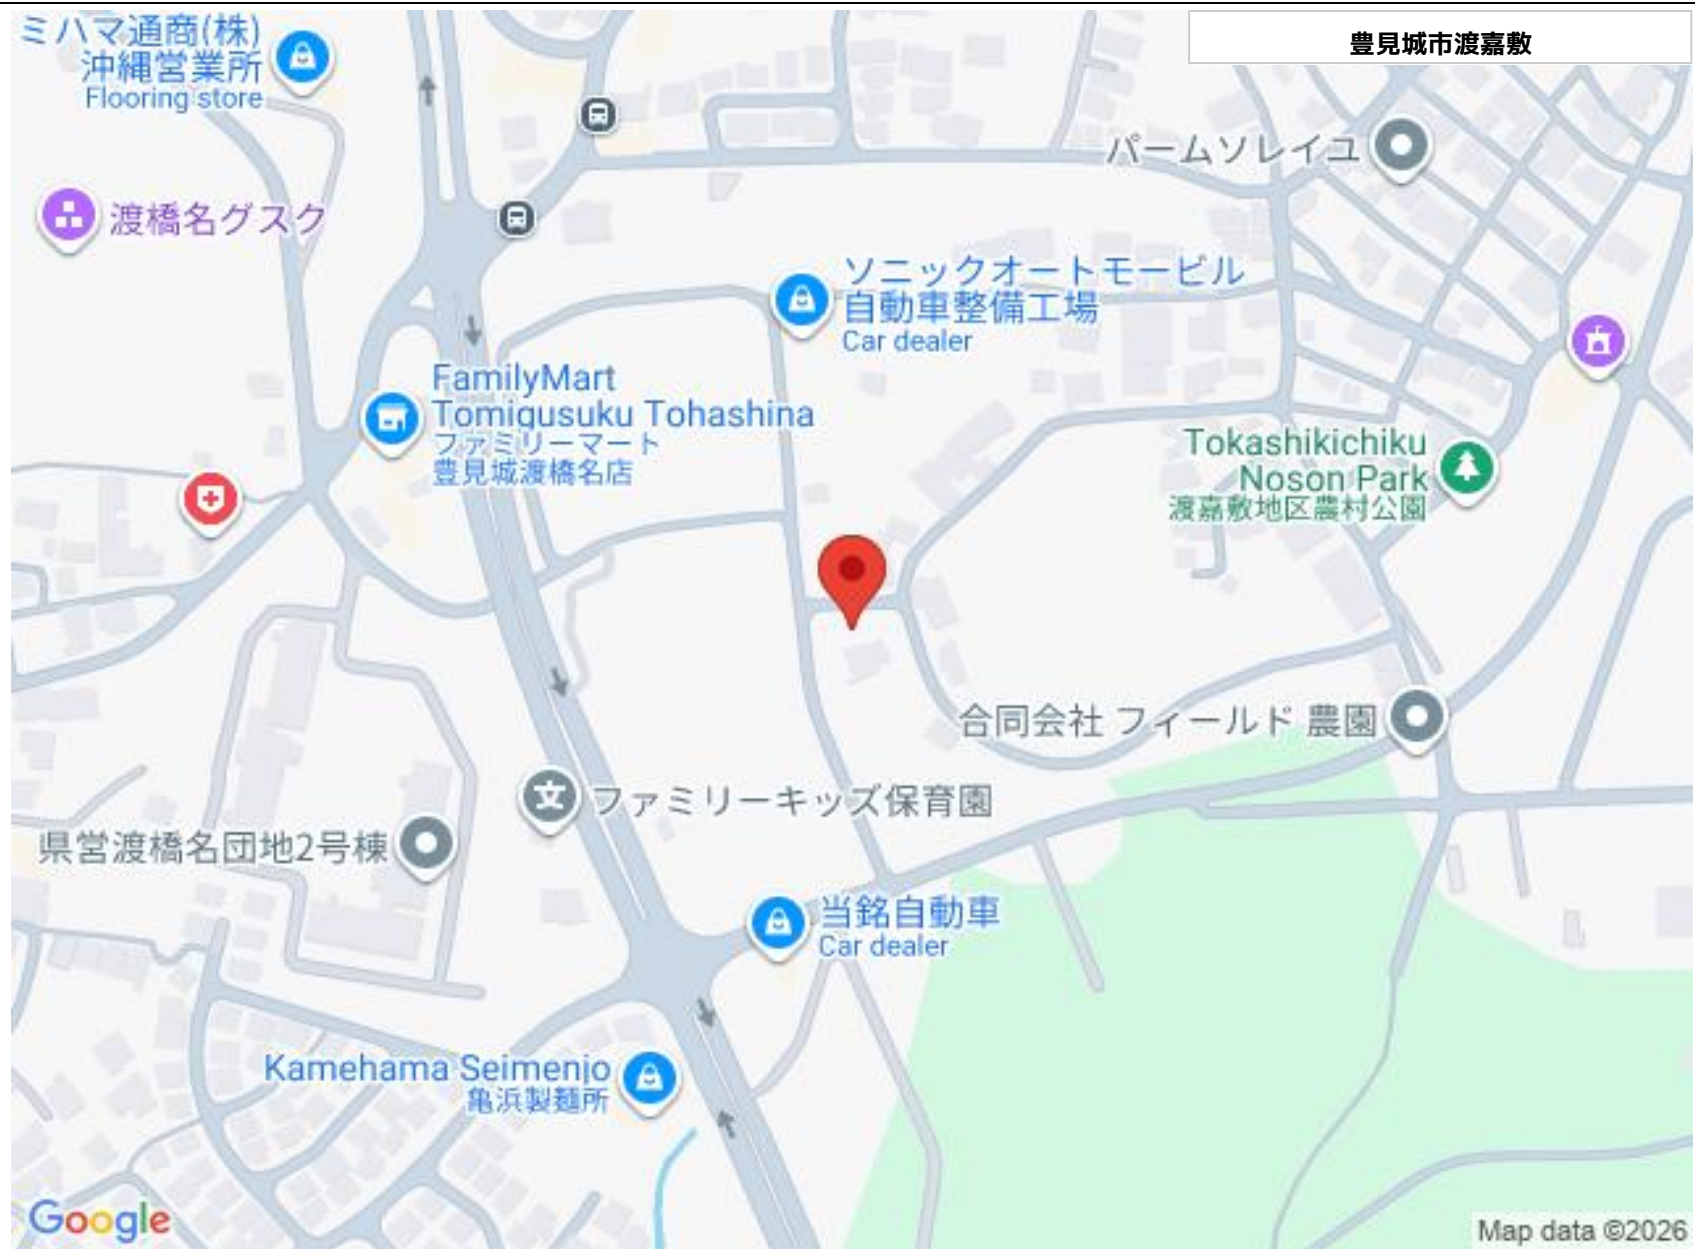 ミハマ通商(株)
沖縄営業所
Flooring store
豊見城市渡嘉敷
パームソレイユ
渡橋名グスク
ソニックオートモービル
自動車整備工場
Car dealer
FamilyMart
Tomigusuku Tohashina
ファミリーマート
豊見城渡橋名店
Tokashikichiku
Noson Park
渡嘉敷地区農村公園
合同会社 フィールド 農園
文
ファミリーキッズ保育園
県営渡橋名団地2号棟
当銘自動車
Car dealer
Kamehama Seimenjo
亀浜製麺所
Google
Map data ©2026